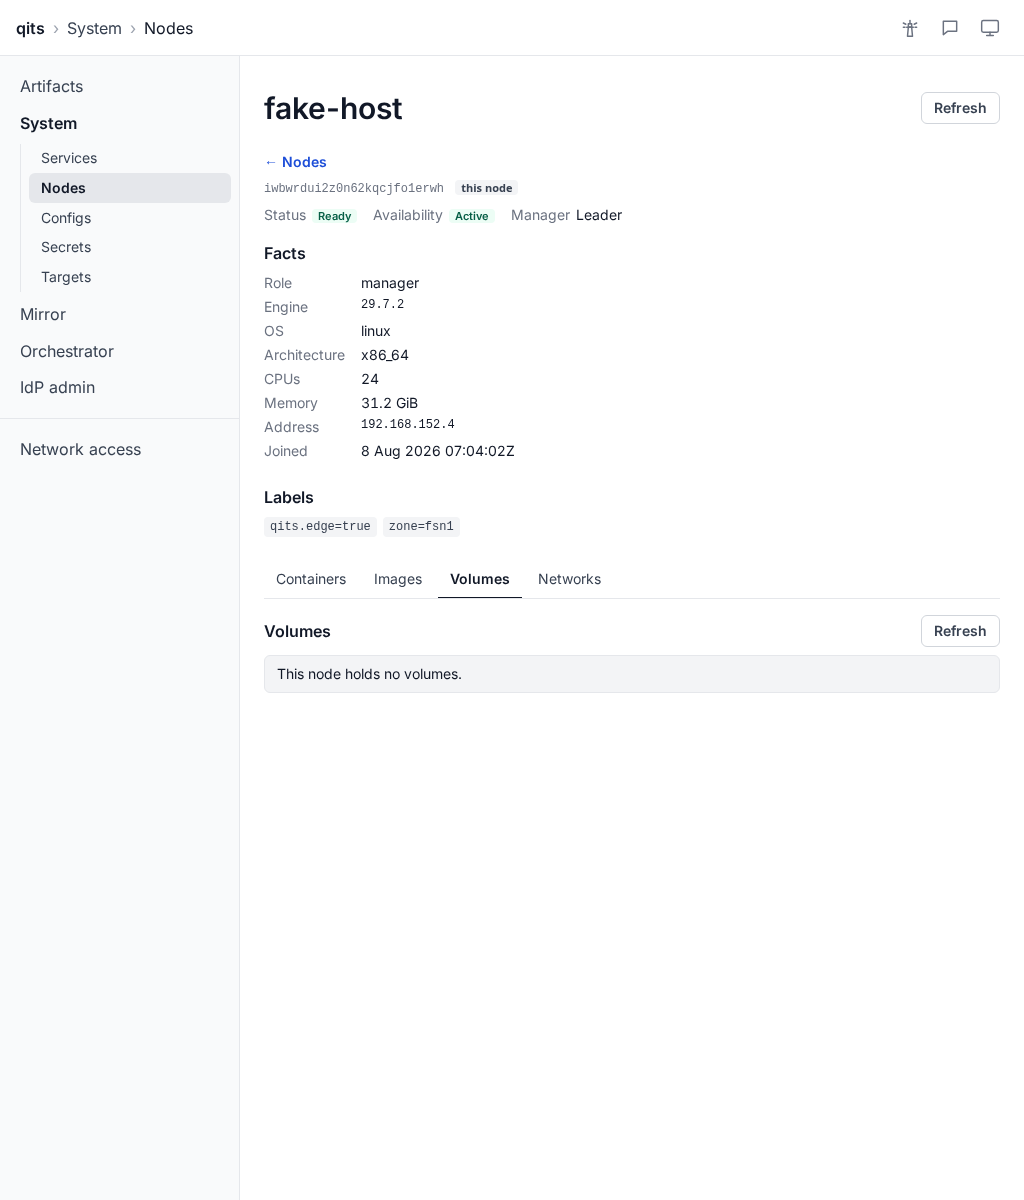 qits › System › Nodes
Artifacts
System
Services
Nodes
Configs
Secrets
Targets
Mirror
Orchestrator
IdP admin
Network access
fake-host
Refresh
← Nodes
iwbwrdui2z0n62kqcjfo1erwh this node
Status Ready Availability Active Manager Leader
Facts
Role manager
Engine 29.7.2
OS linux
Architecture x86_64
CPUs 24
Memory 31.2 GiB
Address 192.168.152.4
Joined 8 Aug 2026 07:04:02Z
Labels
qits.edge=true zone=fsn1
Containers Images Volumes Networks
Volumes
Refresh
This node holds no volumes.